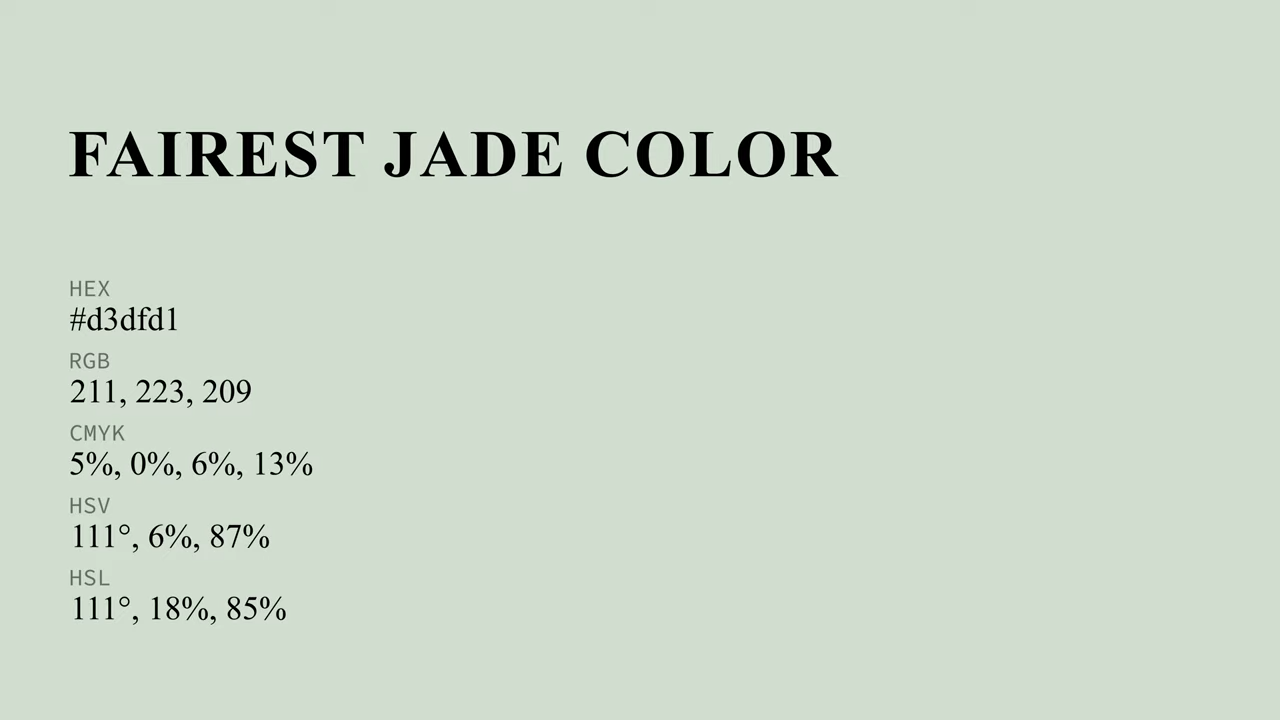 FAIREST JADE COLOR
HEX
#d3dfd1
RGB
211, 223, 209
CMYK
5%, 0%, 6%, 13%
HSV
111°, 6%, 87%
HSL
111°, 18%, 85%